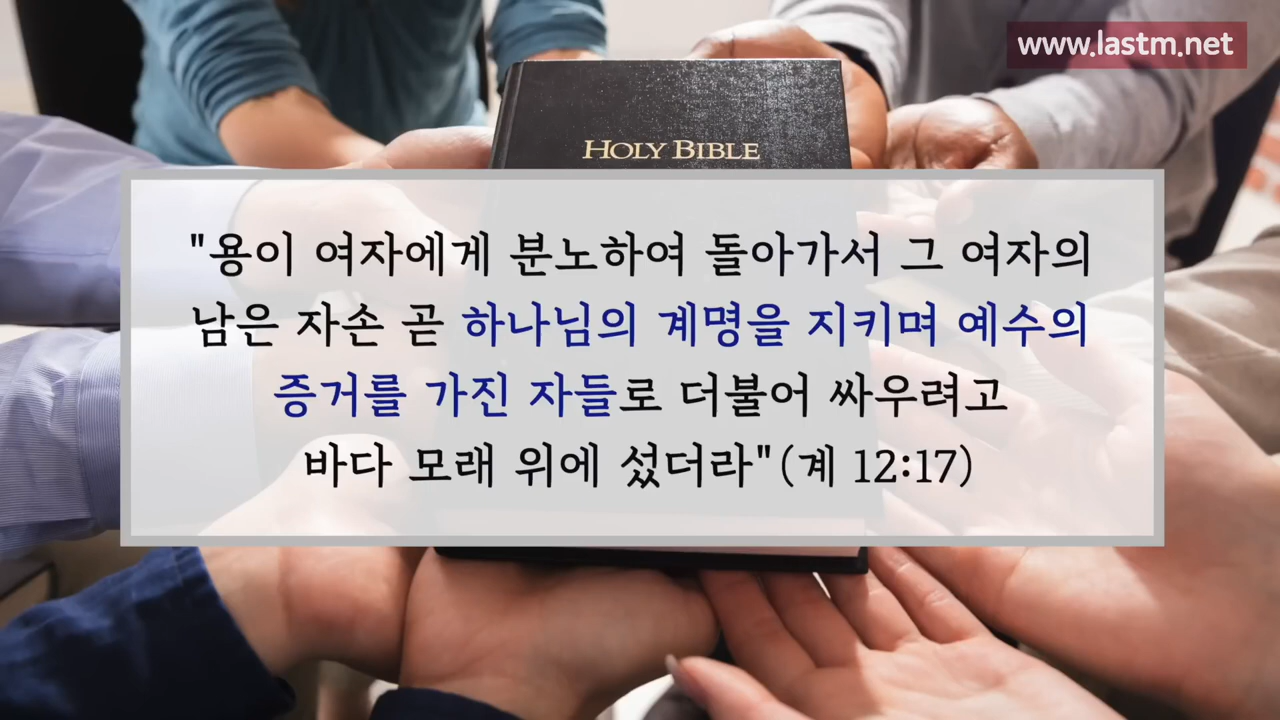 www.lastm.net
HOLY BIBLE
"용이 여자에게 분노하여 돌아가서 그 여자의
남은 자손 곧 하나님의 계명을 지키며 예수의
증거를 가진 자들로 더불어 싸우려고
바다 모래 위에 섰더라"(계 12:17)